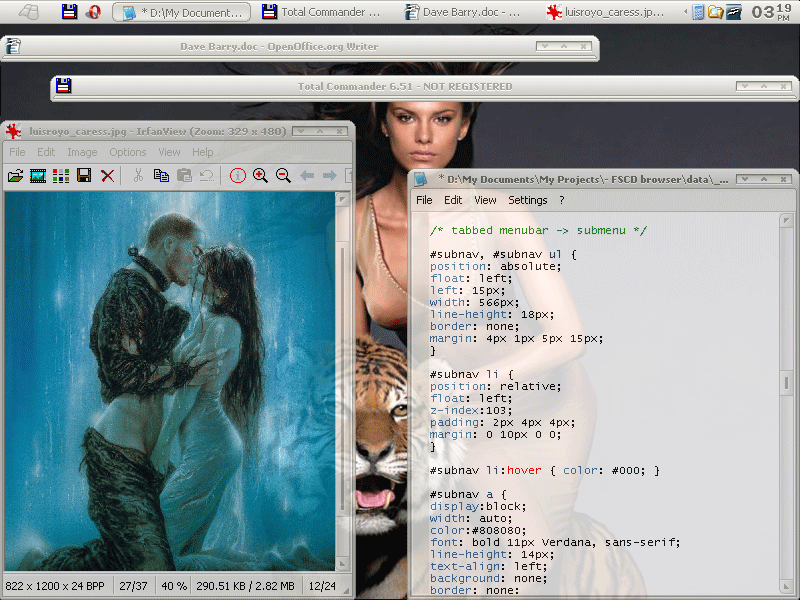 * D:\My Document...
Total Commander ...
Dave Barry.doc - ...
luisroyo_caress.jp...
03 19 PM
Dave Barry.doc - OpenOffice.org Writer
Total Commander 6.51 - NOT REGISTERED
luisroyo_caress.jpg - IrfanView (Zoom: 329 x 480)
File Edit Image Options View Help
822 x 1200 x 24 BPP 27/37 40 % 290.51 KB / 2.82 MB 12/24
* D:\My Documents\My Projects\- FSCD browser\data\_...
File Edit View Settings ?
/* tabbed menubar -> submenu */
#subnav, #subnav ul {
position: absolute;
float: left;
left: 15px;
width: 566px;
line-height: 18px;
border: none;
margin: 4px 1px 5px 15px;
}
#subnav li {
position: relative;
float: left;
z-index:103;
padding: 2px 4px 4px;
margin: 0 10px 0 0;
}
#subnav li:hover { color: #000; }
#subnav a {
display:block;
width: auto;
color:#808080;
font: bold 11px Verdana, sans-serif;
line-height: 14px;
text-align: left;
background: none;
border: none;